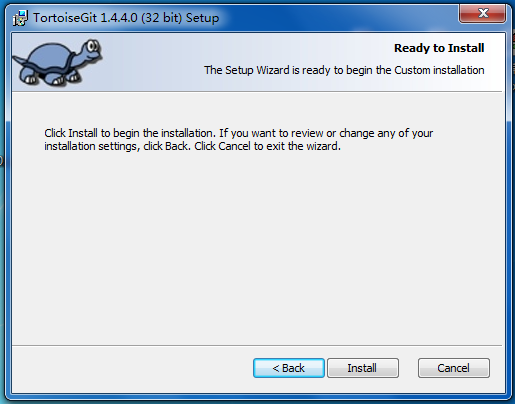 TortoiseGit 1.4.4.0 (32 bit) Setup
Ready to Install
The Setup Wizard is ready to begin the Custom installation
Click Install to begin the installation. If you want to review or change any of your
installation settings, click Back. Click Cancel to exit the wizard.
< Back Install Cancel